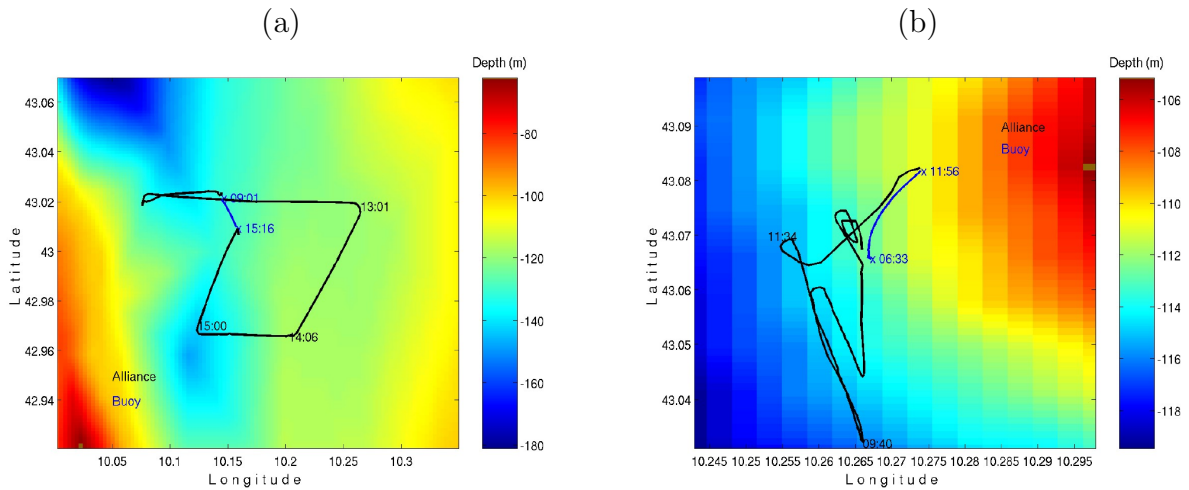 (a)
Depth (m)
43.06
43.04
43.02
43
42.98
42.96
42.94
Latitude
x 09:01
13:01
x 15:16
15:00
14:06
Alliance
Buoy
-80
-100
-120
-140
-160
-180
10.05 10.1 10.15 10.2 10.25 10.3
Longitude
(b)
Depth (m)
43.09
43.08
43.07
43.06
43.05
43.04
Latitude
Alliance
Buoy
x 11:56
11:34
x 06:33
09:40
-106
-108
-110
-112
-114
-116
-118
10.245 10.25 10.255 10.26 10.265 10.27 10.275 10.28 10.285 10.29 10.295
Longitude